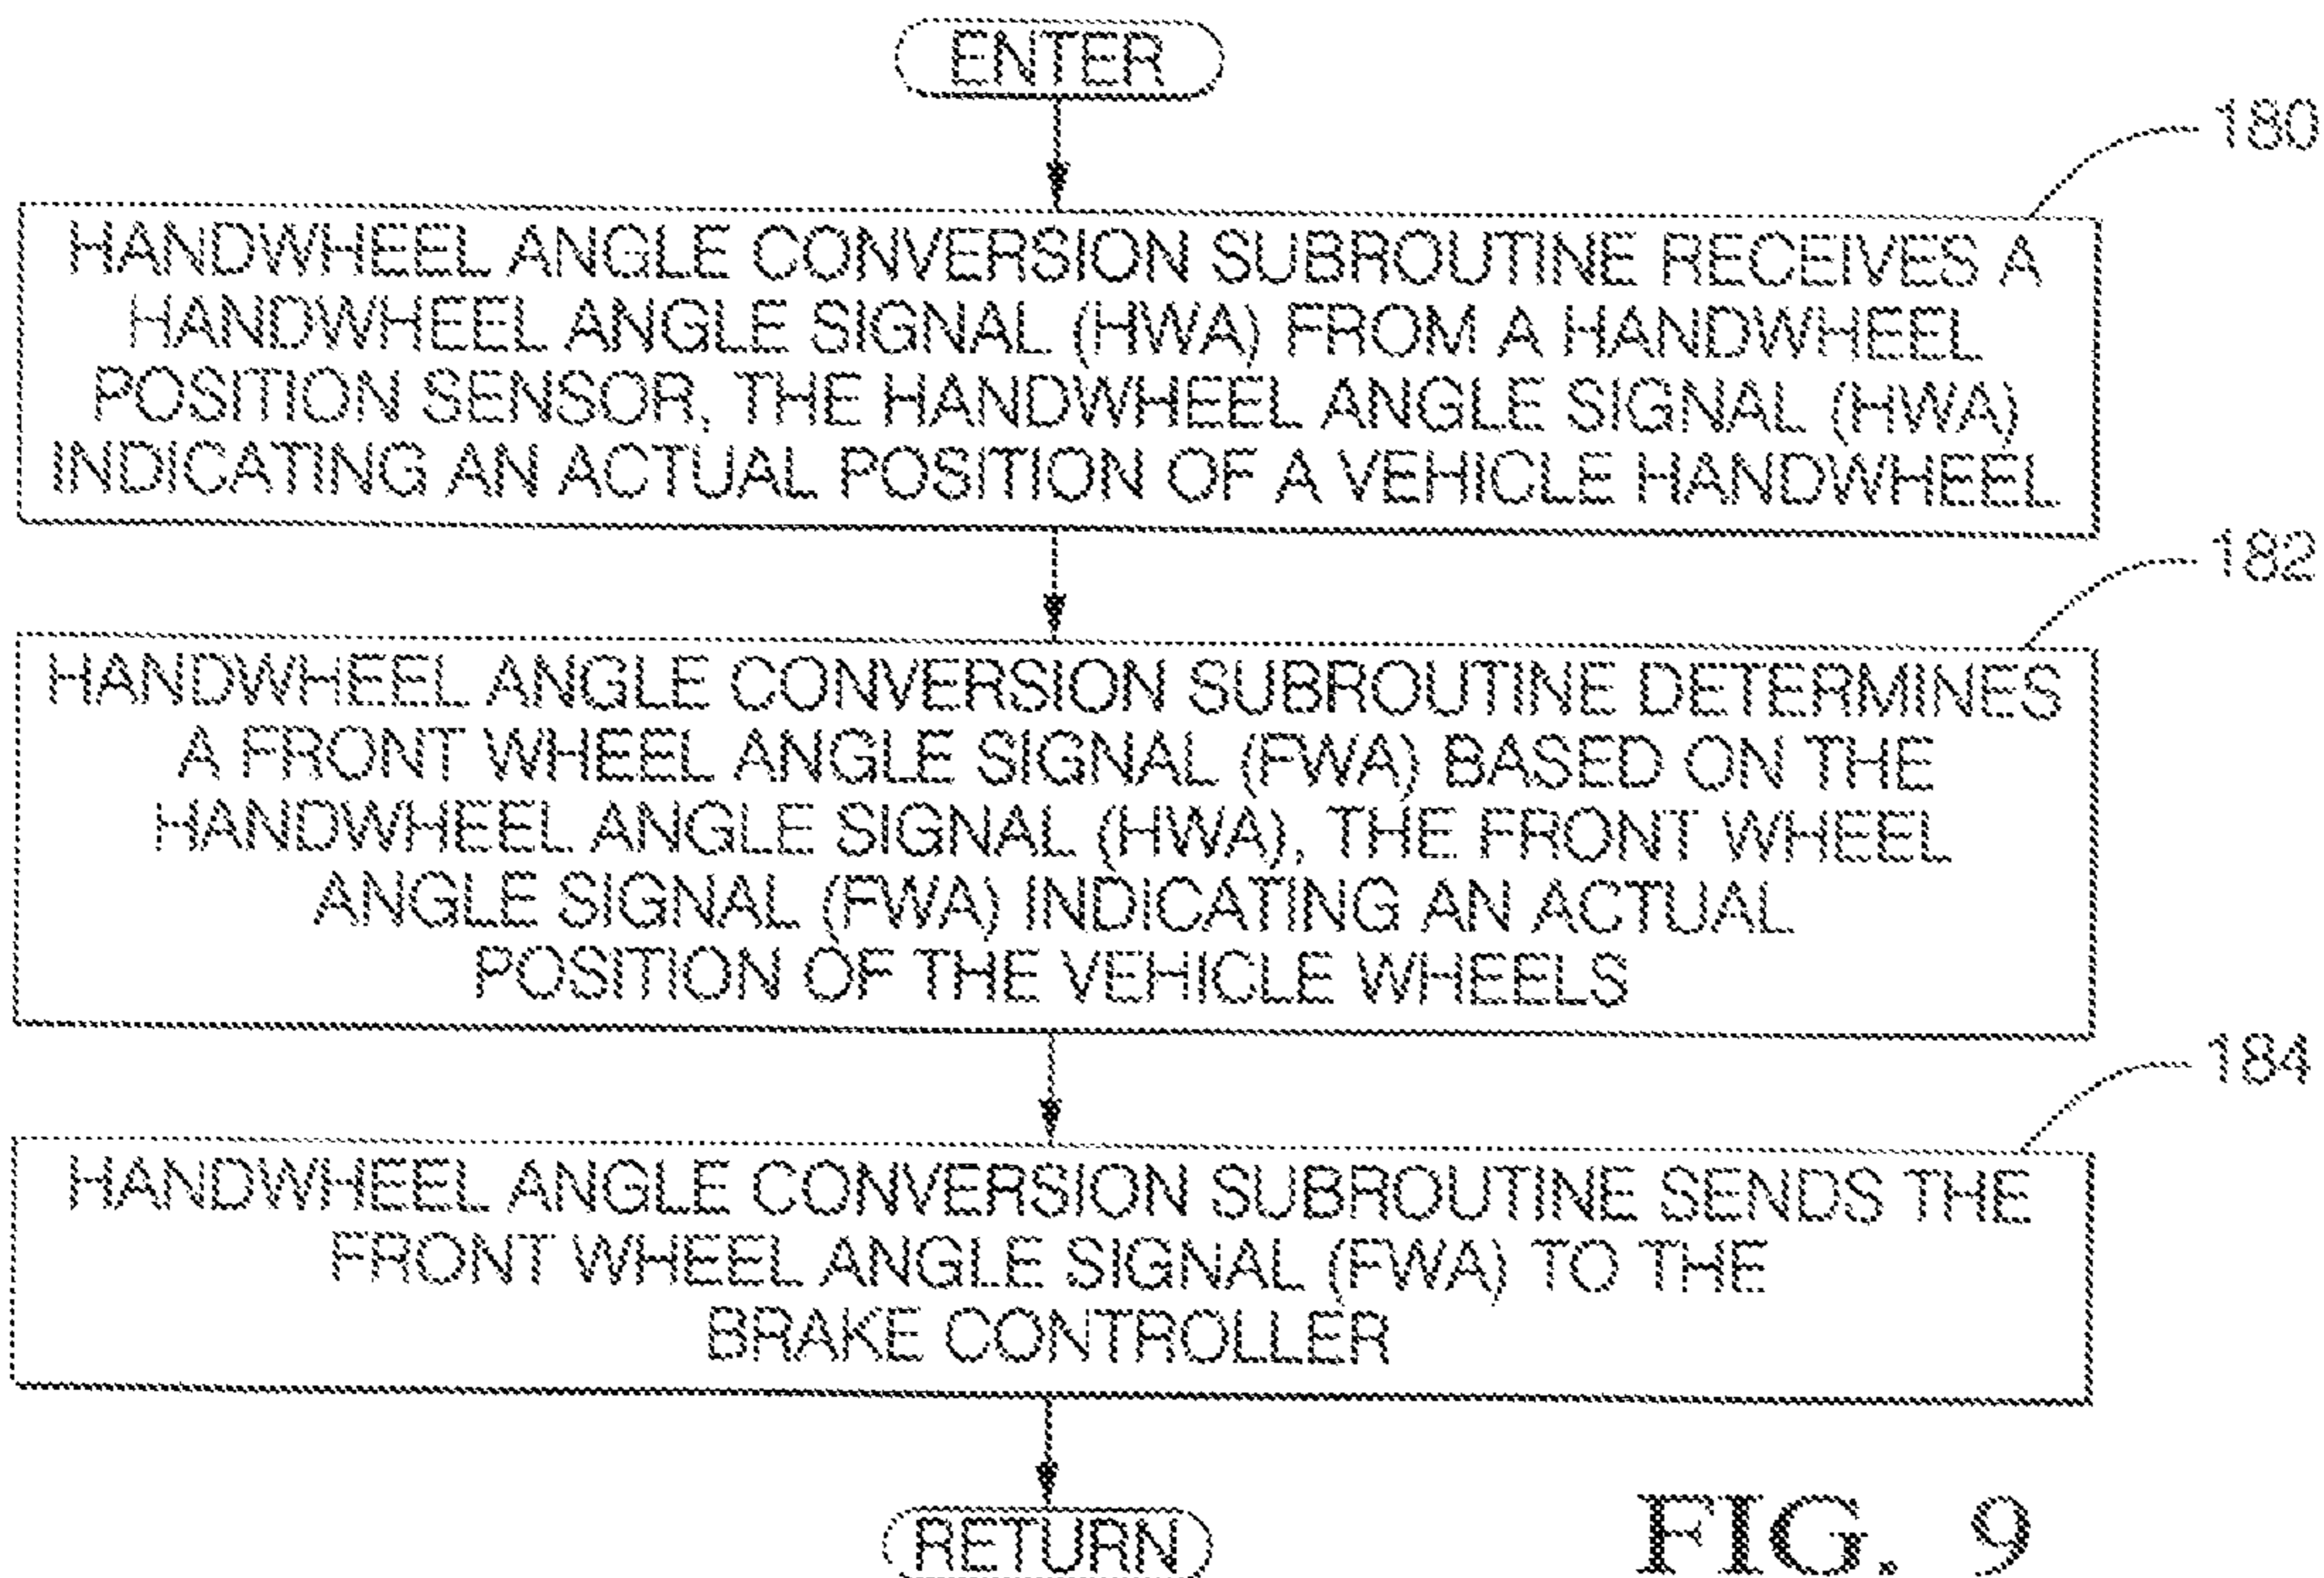 ENTER
180
HANDWHEEL ANGLE CONVERSION SUBROUTINE RECEIVES A
HANDWHEEL ANGLE SIGNAL (HWA) FROM A HANDWHEEL
POSITION SENSOR, THE HANDWHEEL ANGLE SIGNAL (HWA)
INDICATING AN ACTUAL POSITION OF A VEHICLE HANDWHEEL
182
HANDWHEEL ANGLE CONVERSION SUBROUTINE DETERMINES
A FRONT WHEEL ANGLE SIGNAL (FWA) BASED ON THE
HANDWHEEL ANGLE SIGNAL (HWA), THE FRONT WHEEL
ANGLE SIGNAL (FWA) INDICATING AN ACTUAL
POSITION OF THE VEHICLE WHEELS
184
HANDWHEEL ANGLE CONVERSION SUBROUTINE SENDS THE
FRONT WHEEL ANGLE SIGNAL (FWA) TO THE
BRAKE CONTROLLER
RETURN
FIG. 9